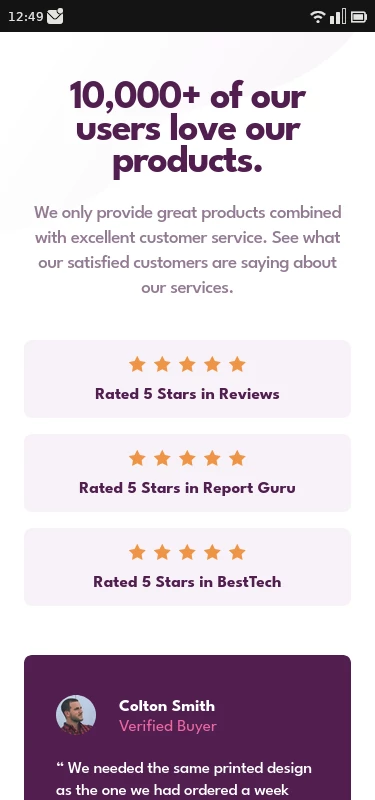 12:49
10,000+ of our
users love our
products.
We only provide great products combined
with excellent customer service. See what
our satisfied customers are saying about
our services.
Rated 5 Stars in Reviews
Rated 5 Stars in Report Guru
Rated 5 Stars in BestTech
Colton Smith
Verified Buyer
“ We needed the same printed design
as the one we had ordered a week